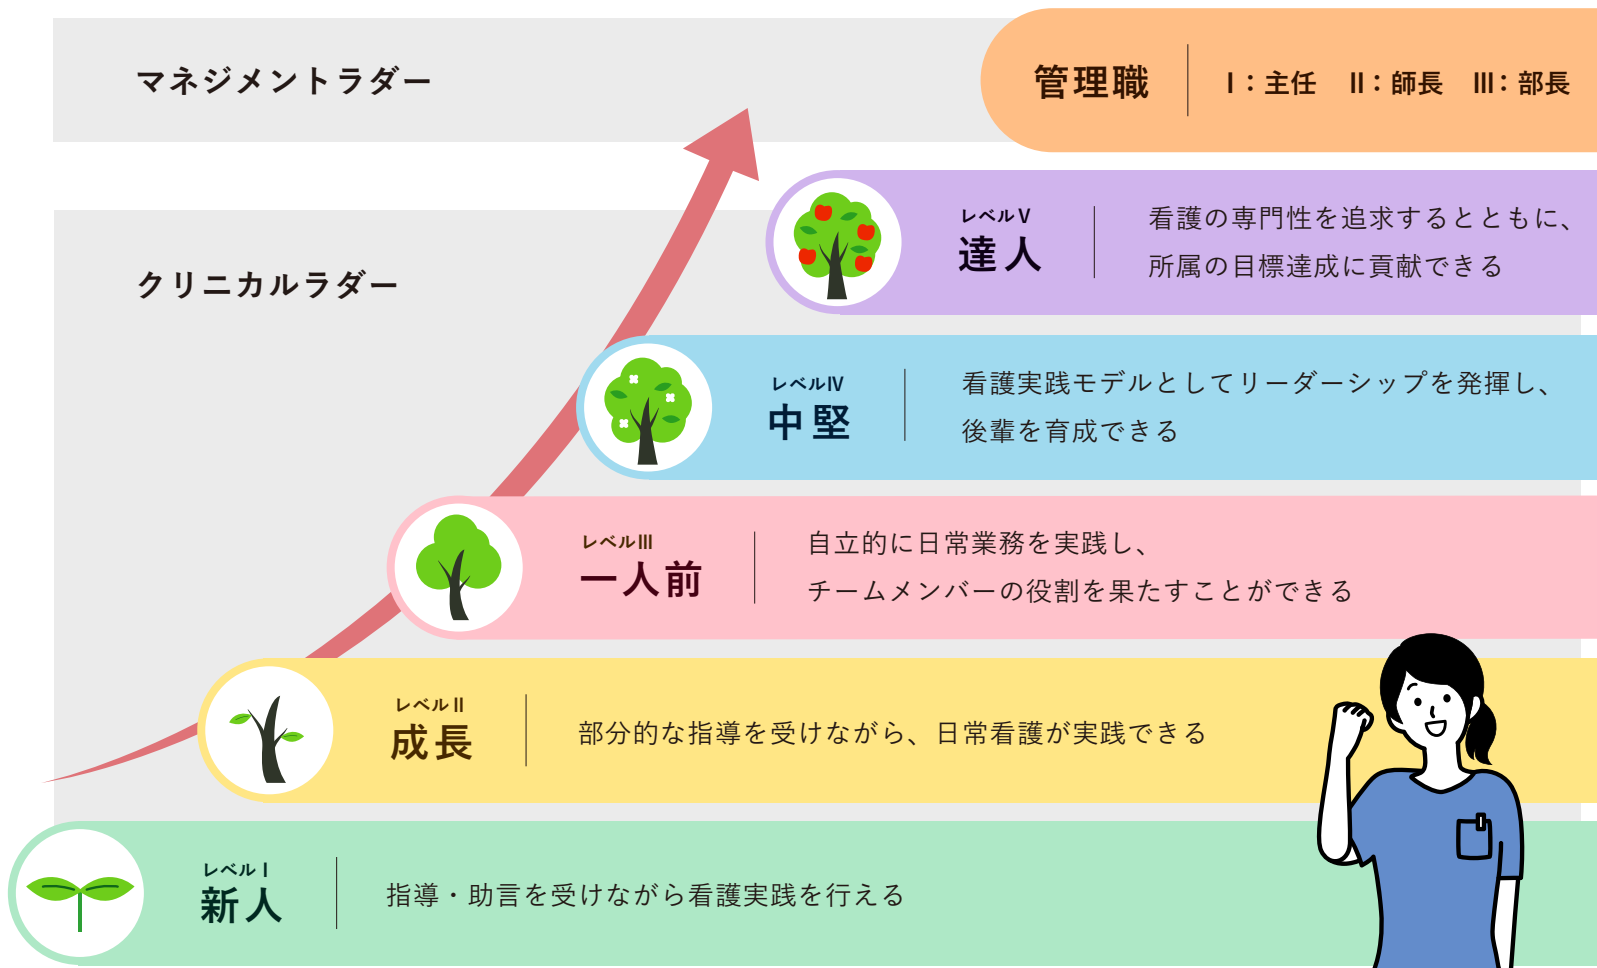 マネジメントラダー
管理職
Ⅰ：主任 Ⅱ：師長 Ⅲ：部長
クリニカルラダー
レベルⅤ
達人
看護の専門性を追求するとともに、
所属の目標達成に貢献できる
レベルⅣ
中堅
看護実践モデルとしてリーダーシップを発揮し、
後輩を育成できる
レベルⅢ
一人前
自立的に日常業務を実践し、
チームメンバーの役割を果たすことができる
レベルⅡ
成長
部分的な指導を受けながら、日常看護が実践できる
レベルⅠ
新人
指導・助言を受けながら看護実践を行える